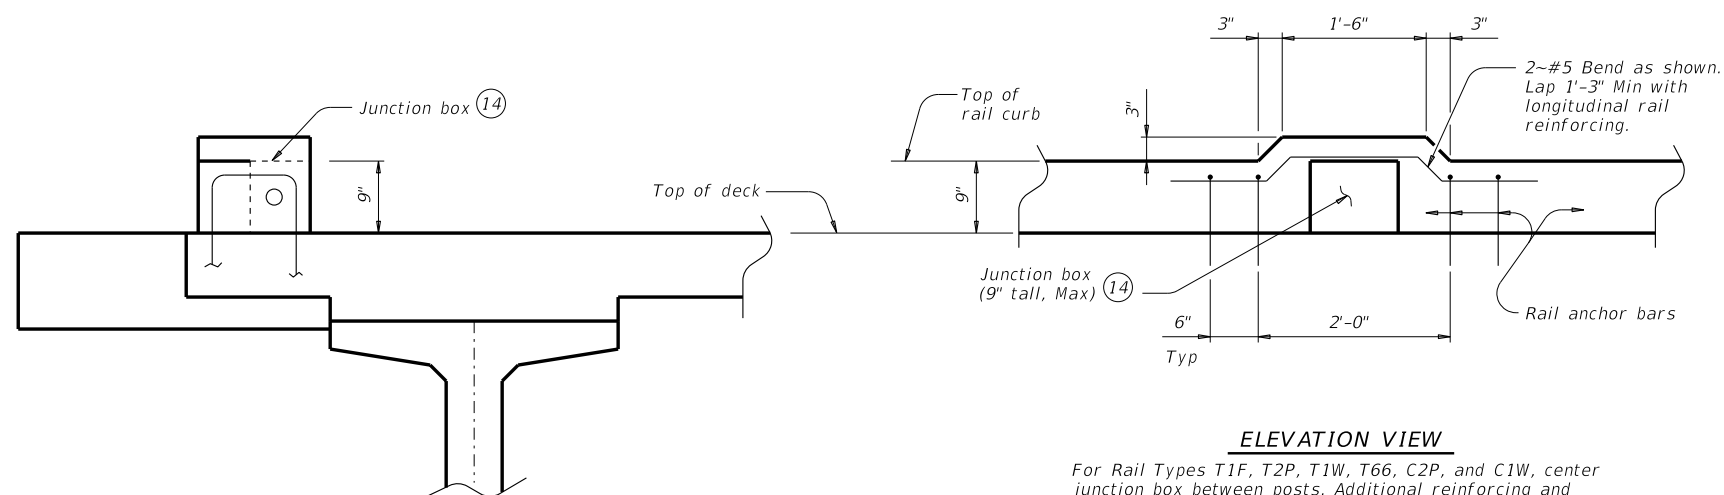 3"
1'-6"
3"
Junction box 14
2~#5 Bend as shown.
Lap 1'-3" Min with
longitudinal rail
reinforcing.
Top of
rail curb
3"
9"
Top of deck
9"
Junction box
(9" tall, Max) 14
Rail anchor bars
6"
2'-0"
Typ
ELEVATION VIEW
For Rail Types T1F, T2P, T1W, T66, C2P, and C1W, center
junction box between posts. Additional reinforcing and